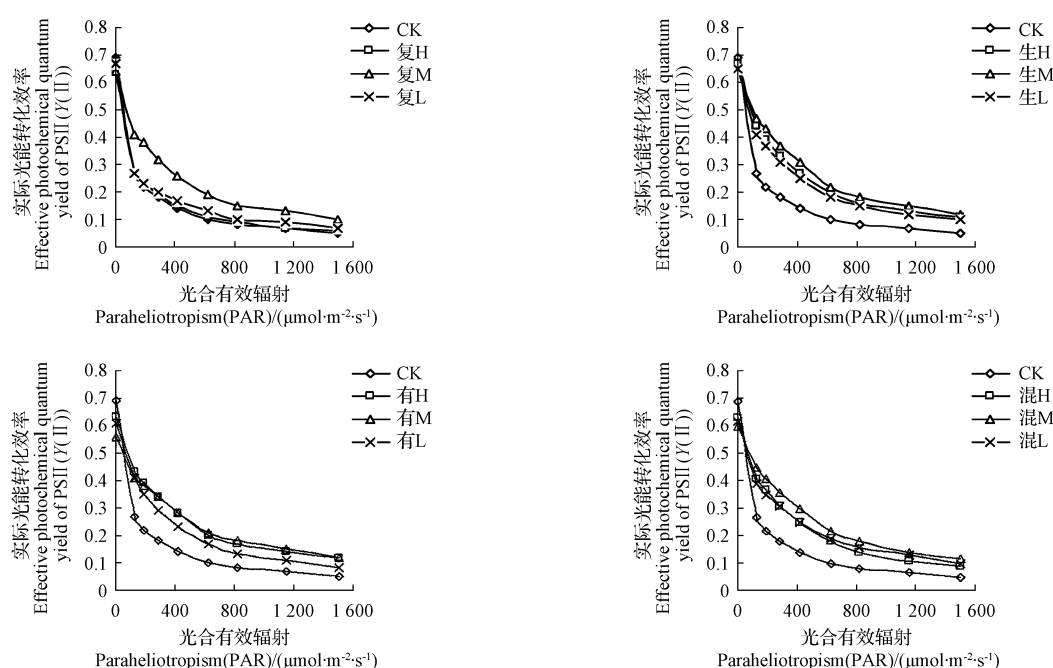 实际光能转化效率
Effective photochemical quantum
yield of PSⅡ(Y(Ⅱ))
0.8
0.7
0.6
0.5
0.4
0.3
0.2
0.1
0
0 400 800 1 200 1 600
光合有效辐射
Paraheliotropism(PAR)/(μmol·m-2·s-1)
CK
复H
复M
复L
实际光能转化效率
Effective photochemical quantum
yield of PSⅡ(Y(Ⅱ))
0.8
0.7
0.6
0.5
0.4
0.3
0.2
0.1
0
0 400 800 1 200 1 600
光合有效辐射
Paraheliotropism(PAR)/(μmol·m-2·s-1)
CK
生H
生M
生L
实际光能转化效率
Effective photochemical quantum
yield of PSⅡ(Y(Ⅱ))
0.8
0.7
0.6
0.5
0.4
0.3
0.2
0.1
0
0 400 800 1 200 1 600
光合有效辐射
Paraheliotropism(PAR)/(μmol·m-2·s-1)
CK
有H
有M
有L
实际光能转化效率
Effective photochemical quantum
yield of PSⅡ(Y(Ⅱ))
0.8
0.7
0.6
0.5
0.4
0.3
0.2
0.1
0
0 400 800 1 200 1 600
光合有效辐射
Paraheliotropism(PAR)/(μmol·m-2·s-1)
CK
混H
混M
混L